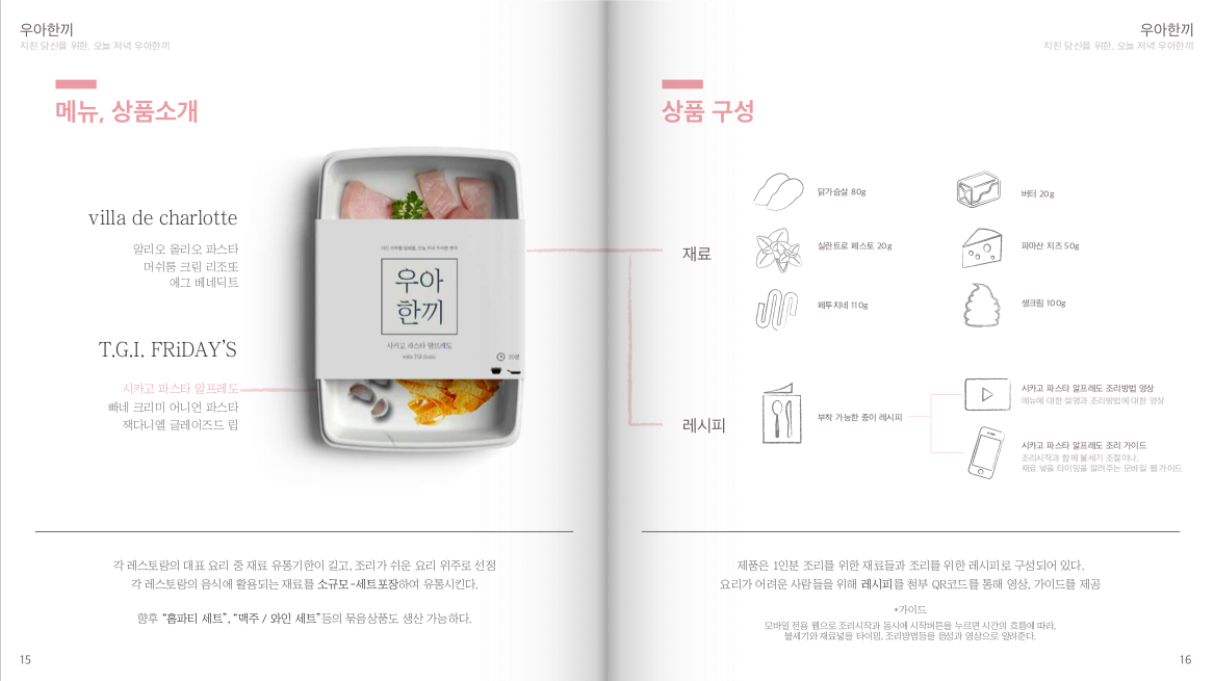 우아한끼
지친 당신을 위한, 오늘 저녁 우아한끼
메뉴, 상품소개
villa de charlotte
알리오 올리오 파스타
머쉬룸 크림 리조또
에그 베네딕트
T.G.I. FRiDAY'S
시카고 파스타 알프레도
빠네 크리미 어니언 파스타
잭다니엘 글레이즈드 립
우아
한끼
시카고 파스타 알프레도
각 레스토랑의 대표 요리 중 재료 유통기한이 길고, 조리가 쉬운 요리 위주로 선정
각 레스토랑의 음식에 활용되는 재료를 소규모-세트포장하여 유통시킨다.
향후 "홈파티 세트", "맥주 / 와인 세트"등의 묶음상품도 생산 가능하다.
15
우아한끼
지친 당신을 위한, 오늘 저녁 우아한끼
상품 구성
재료
닭가슴살 80g
버터 20g
실란트로 페스토 20g
파마산 치즈 50g
페투치네 110g
생크림 100g
레시피
부착 가능한 종이 레시피
시카고 파스타 알프레도 조리방법 영상
메뉴에 대한 설명과 조리방법에 대한 영상
시카고 파스타 알프레도 조리 가이드
조리시작과 함께 불세기 조절이나,
재료 넣을 타이밍을 알려주는 모바일 웹 가이드
제품은 1인분 조리를 위한 재료들과 조리를 위한 레시피로 구성되어 있다.
요리가 어려운 사람들을 위해 레시피를 첨부 QR코드를 통해 영상, 가이드를 제공
*가이드
모바일 전용 웹으로 조리시작과 동시에 시작버튼을 누르면 시간의 흐름에 따라,
불세기와 재료넣을 타이밍, 조리방법등을 음성과 영상으로 알려준다.
16